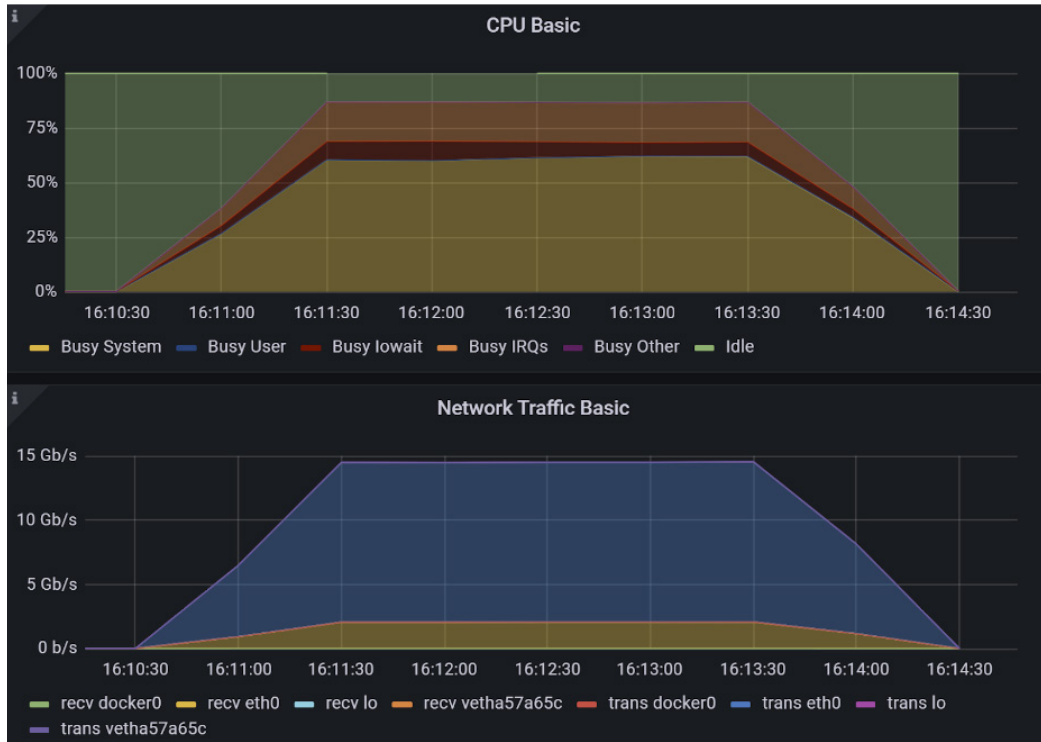 i
CPU Basic
100%
75%
50%
25%
0%
16:10:30 16:11:00 16:11:30 16:12:00 16:12:30 16:13:00 16:13:30 16:14:00 16:14:30
Busy System Busy User Busy Iowait Busy IRQs Busy Other Idle
i
Network Traffic Basic
15 Gb/s
10 Gb/s
5 Gb/s
0 b/s
16:10:30 16:11:00 16:11:30 16:12:00 16:12:30 16:13:00 16:13:30 16:14:00 16:14:30
recv docker0 recv eth0 recv lo recv vetha57a65c trans docker0 trans eth0 trans lo
trans vetha57a65c